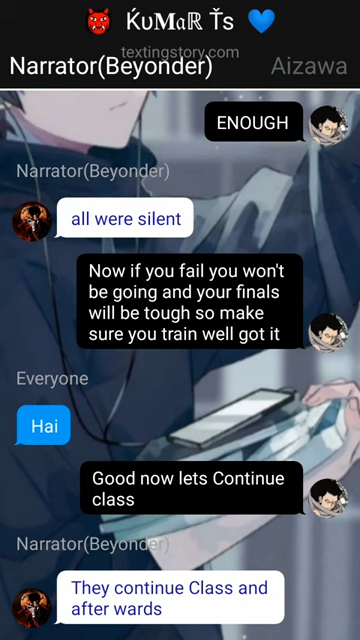 👹 ḰυMαℝ Ťs 💙
textingstory.com
Narrator(Beyonder) Aizawa
ENOUGH
Narrator(Beyonder)
all were silent
Now if you fail you won't
be going and your finals
will be tough so make
sure you train well got it
Everyone
Hai
Good now lets Continue
class
Narrator(Beyonder)
They continue Class and
after wards